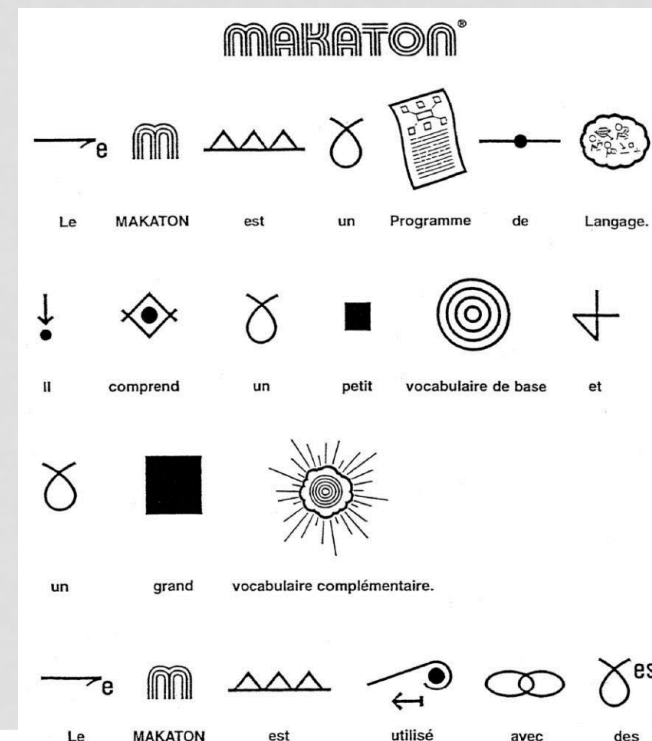 MAKATON®
e
Le MAKATON est un Programme de Langage.
Il comprend un petit vocabulaire de base et
un grand vocabulaire complémentaire.
e es
Le MAKATON est utilisé avec des